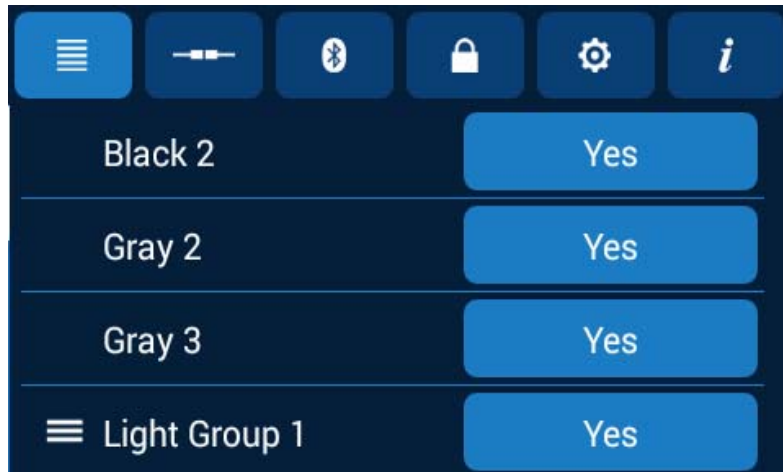 i
Black 2 Yes
Gray 2 Yes
Gray 3 Yes
Light Group 1 Yes